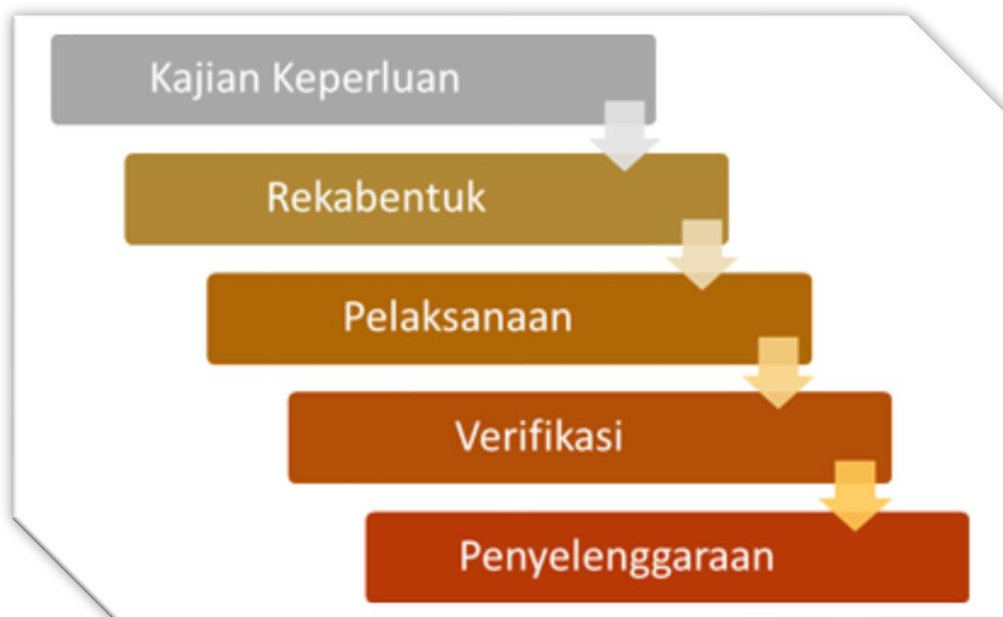 Kajian Keperluan
Rekabentuk
Pelaksanaan
Verifikasi
Penyelenggaraan